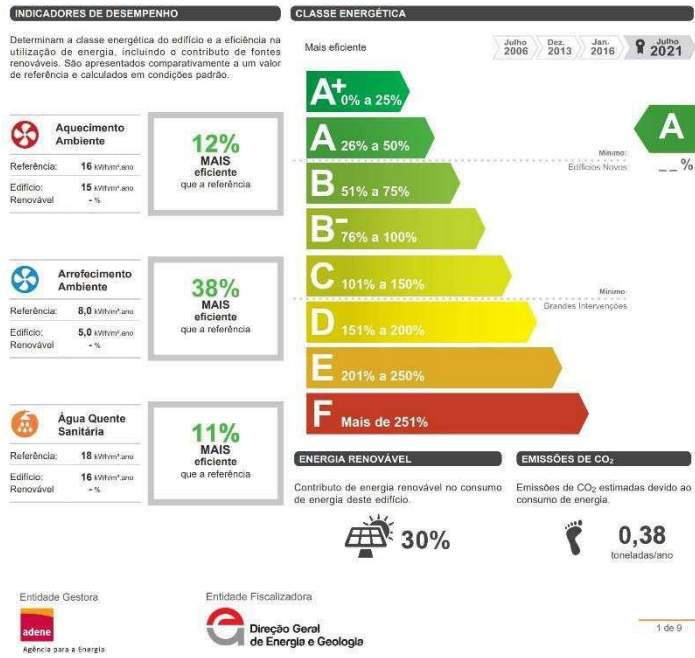 INDICADORES DE DESEMPENHO
Determinam a classe energética do edifício e a eficiência na
utilização de energia, incluindo o contributo de fontes
renováveis. São apresentados comparativamente a um valor
de referência e calculados em condições padrão.
Aquecimento
Ambiente
Referência: 16 kWh/m².ano
Edifício: 15 kWh/m².ano
Renovável - %
12%
MAIS
eficiente
que a referência
Arrefecimento
Ambiente
Referência: 8,0 kWh/m².ano
Edifício: 5,0 kWh/m².ano
Renovável - %
38%
MAIS
eficiente
que a referência
Água Quente
Sanitária
Referência: 18 kWh/m².ano
Edifício: 16 kWh/m².ano
Renovável - %
11%
MAIS
eficiente
que a referência
CLASSE ENERGÉTICA
Mais eficiente
Julho 2006
Dez. 2013
Jan. 2016
Julho 2021
A+ 0% a 25%
A 26% a 50%
B 51% a 75%
B- 76% a 100%
C 101% a 150%
D 151% a 200%
E 201% a 250%
F Mais de 251%
A
Mínimo:
Edifícios Novos
__%
Mínimo:
Grandes Intervenções
ENERGIA RENOVÁVEL
Contributo de energia renovável no consumo
de energia deste edifício.
30%
EMISSÕES DE CO₂
Emissões de CO₂ estimadas devido ao
consumo de energia.
0,38
toneladas/ano
Entidade Gestora
adene
Agência para a Energia
Entidade Fiscalizadora
Direção Geral
de Energia e Geologia
1 de 9